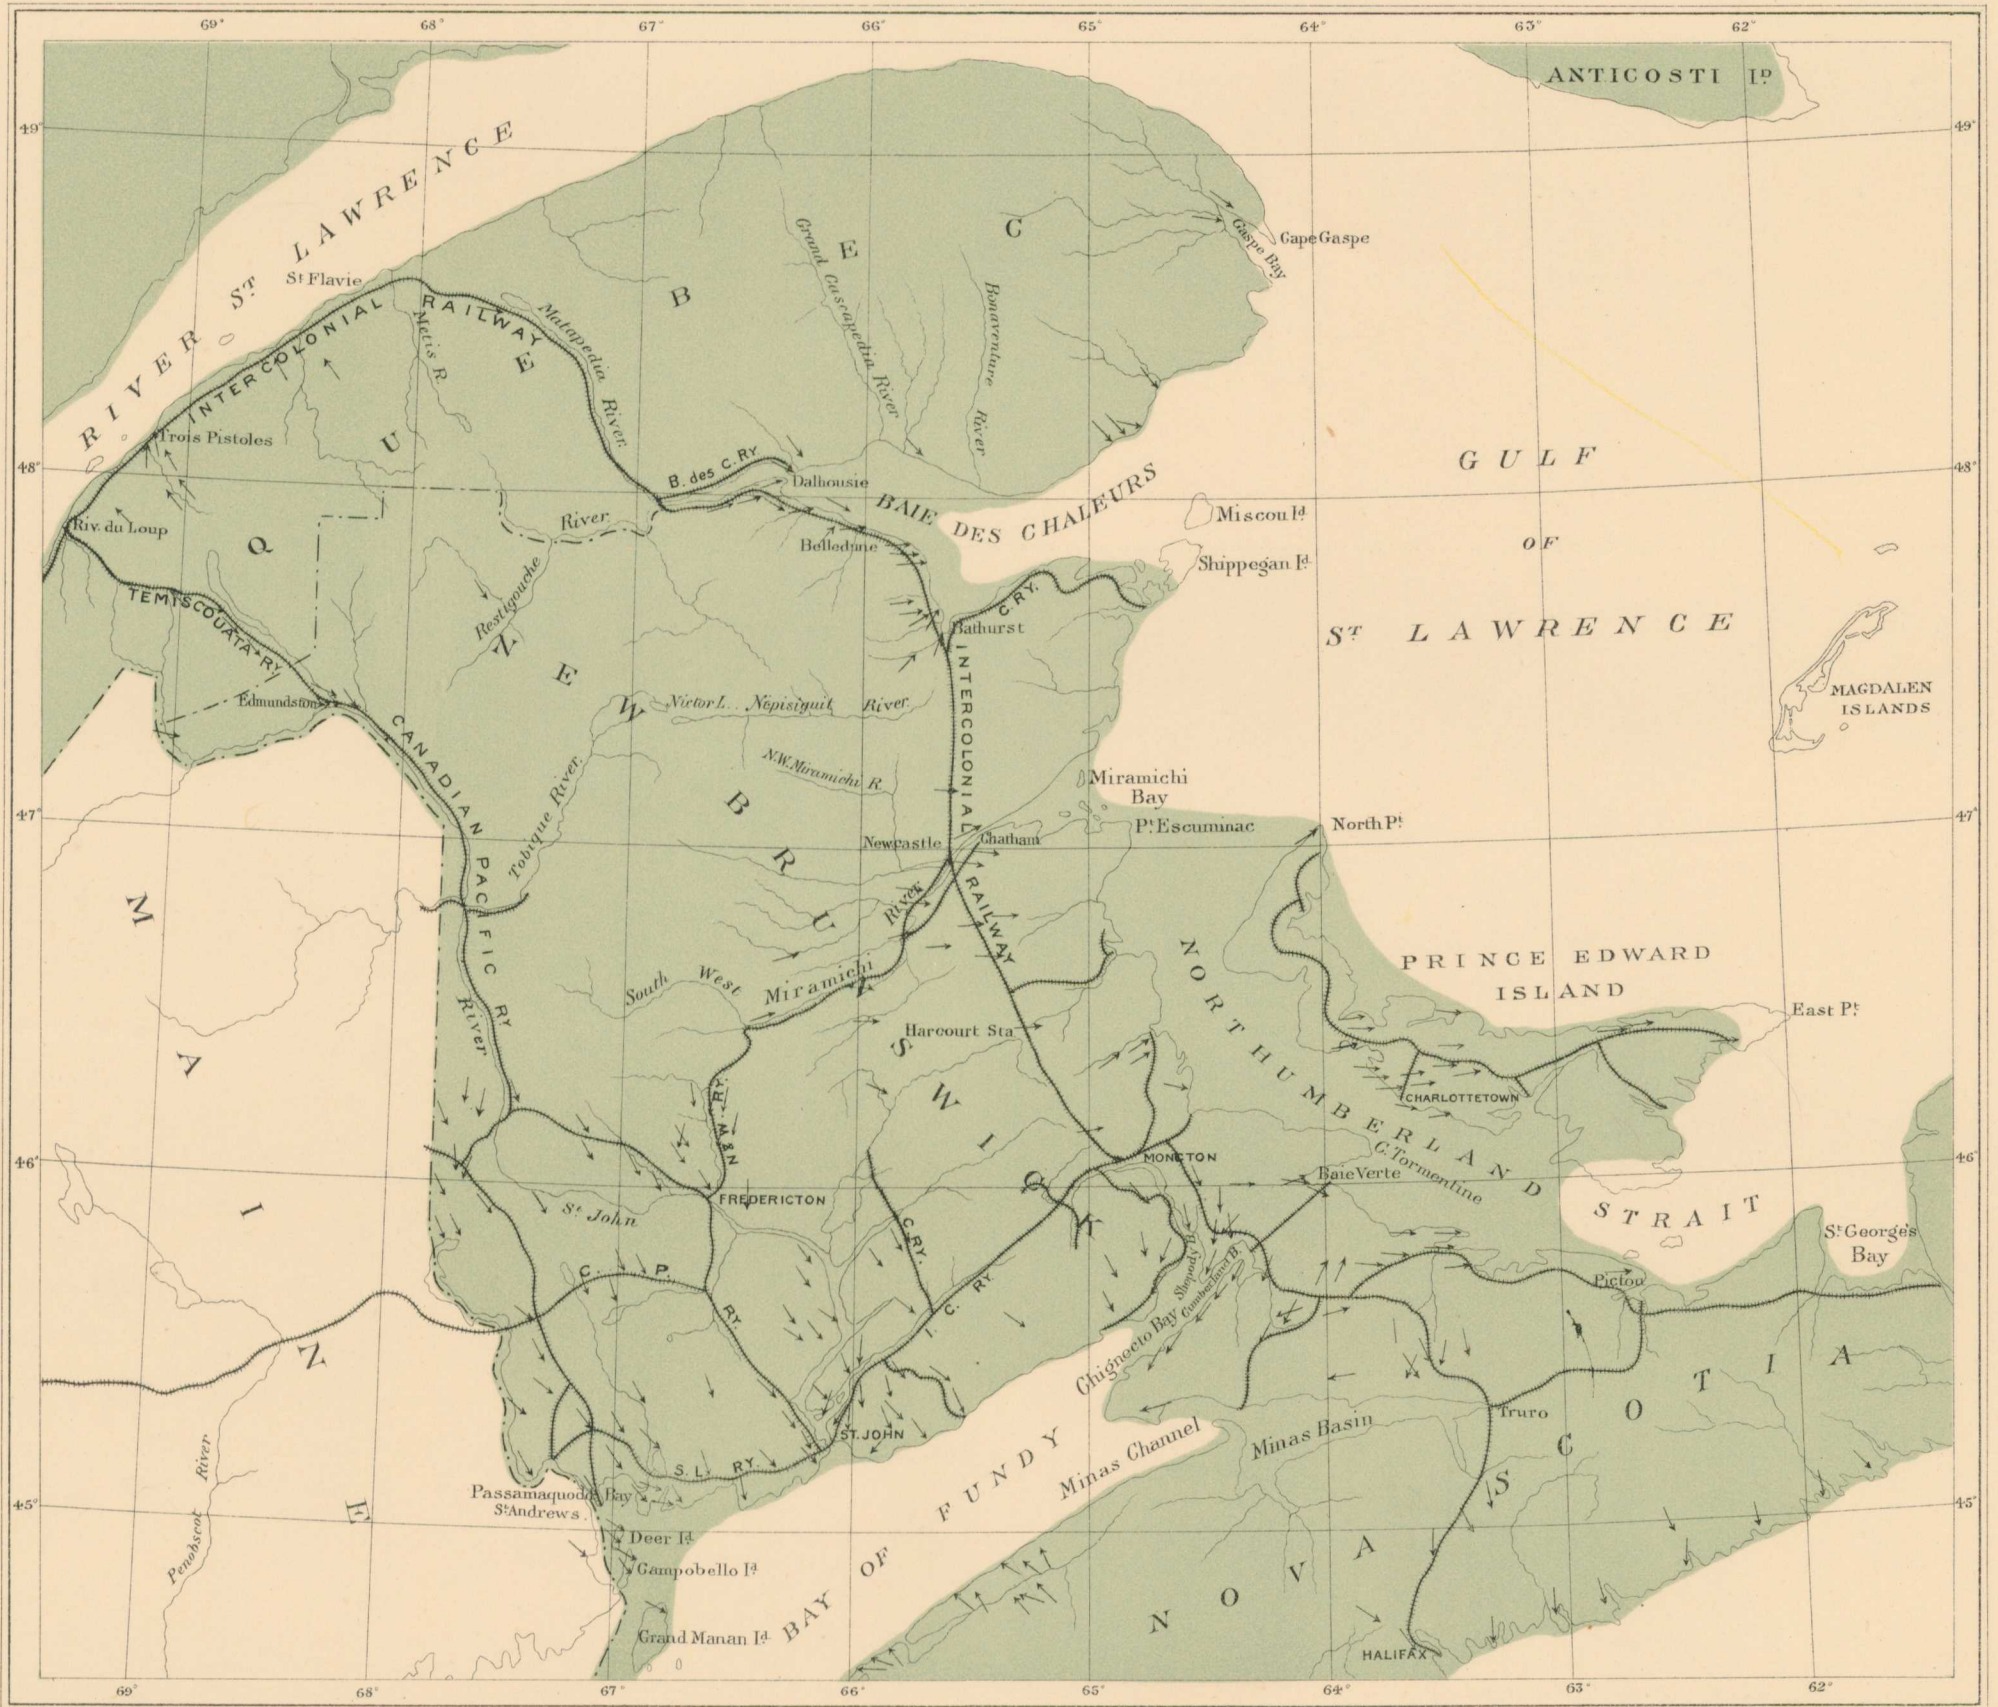 69° 68° 67° 66° 65° 64° 63° 62°
ANTICOSTI Iᴰ.
49° 49°
RIVER Sᵀ LAWRENCE
Cape Gaspe
Gaspe Bay
Sᵗ Flavie
INTERCOLONIAL RAILWAY
Metis R.
Matapedia River.
Grand Cascapedia River
Bonaventure River
QUEBEC
Trois Pistoles
48° 48°
GULF
OF
Sᵀ LAWRENCE
B. des C. RY
Dalhousie
BAIE DES CHALEURS
Miscou Iᵈ.
Riv. du Loup
River
Restigouche
Belledune
Shippegan Iᵈ.
TEMISCOUATA RY
C. RY.
Bathurst
Edmundston
Nictor L. Nepisiguit River
MAGDALEN
ISLANDS
NEW BRUNSWICK
CANADIAN PACIFIC RY
Tobique River.
N.W. Miramichi R.
INTERCOLONIAL RAILWAY
Miramichi
Bay
47° 47°
Pᵗ. Escuminac
North Pᵗ.
Newcastle
Chatham
River
MAINE
South West Miramichi
NORTHUMBERLAND STRAIT
PRINCE EDWARD
ISLAND
East Pᵗ.
River
Harcourt Sta
RY.
M & N
CHARLOTTETOWN
46° 46°
MONCTON
C. Tormentine
Baie Verte
FREDERICTON
Sᵗ John
C. RY.
Sᵗ George's
Bay
C. P. RY.
I. C. RY.
Shepody B.
Cumberland B.
Pictou
Chignecto Bay
NOVA SCOTIA
Truro
ST. JOHN
Minas Basin
Minas Channel
Penobscot River
S. L. RY.
Passamaquoddy Bay
Sᵗ Andrews.
45° 45°
Deer Iᵈ.
Campobello Iᵈ.
BAY OF FUNDY
Grand Manan Iᵈ.
HALIFAX
69° 68° 67° 66° 65° 64° 63° 62°